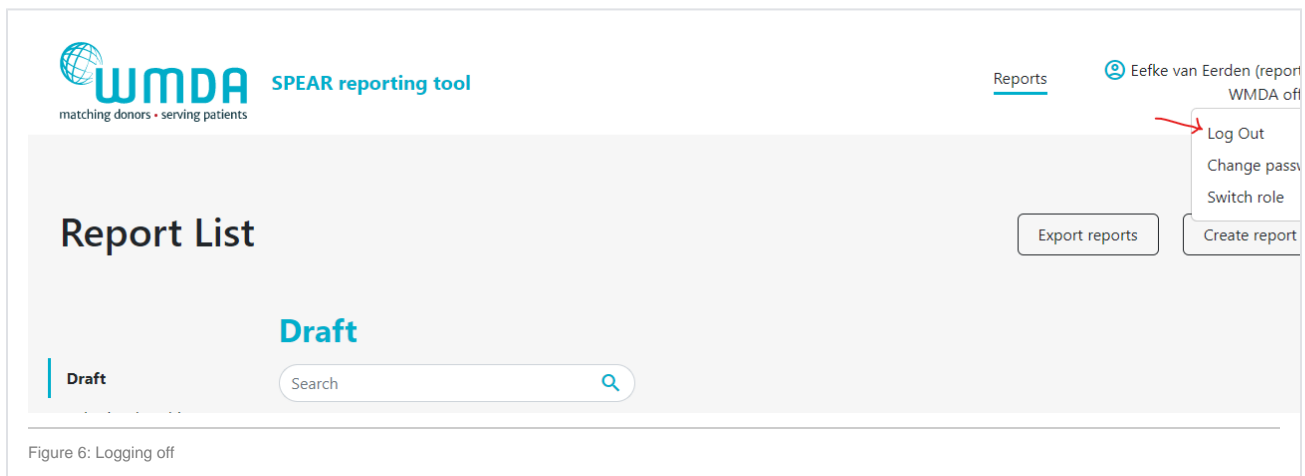 WMDA
matching donors • serving patients
SPEAR reporting tool
Reports
Eefke van Eerden (report
WMDA off
Log Out
Change passw
Switch role
Report List
Export reports
Create report
Draft
Draft
Search
Figure 6: Logging off